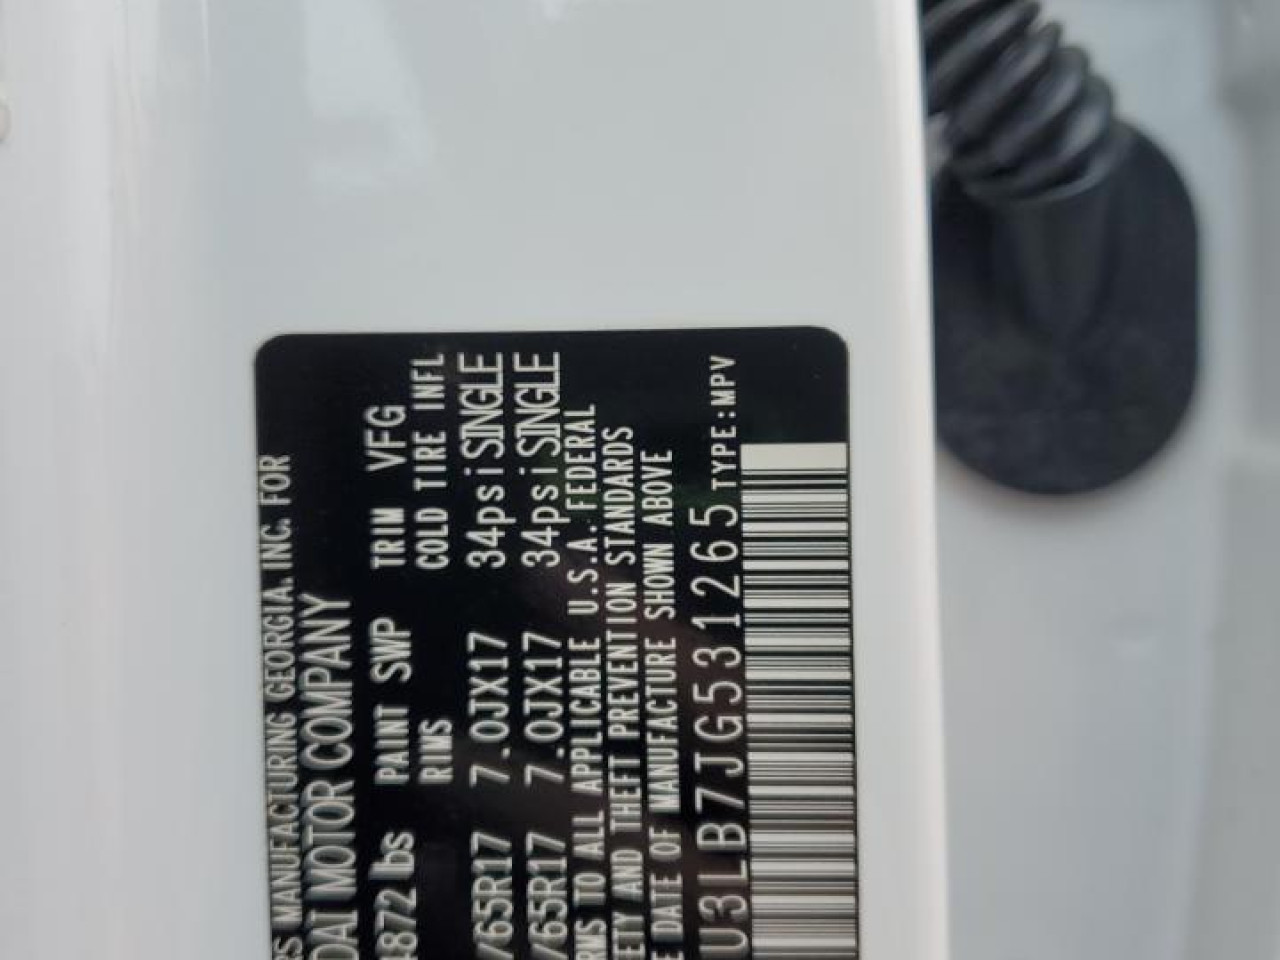 RS MANUFACTURING GEORGIA. INC. FOR
DAI MOTOR COMPANY
4872 lbs PAINT SWP TRIM VFG
RIMS COLD TIRE INFL
/65R17 7.0JX17 34psi SINGLE
/65R17 7.0JX17 34psi SINGLE
RMS TO ALL APPLICABLE U.S.A. FEDERAL
ETY AND THEFT PREVENTION STANDARDS
E DATE OF MANUFACTURE SHOWN ABOVE
U3LB7JG531265 TYPE:MPV